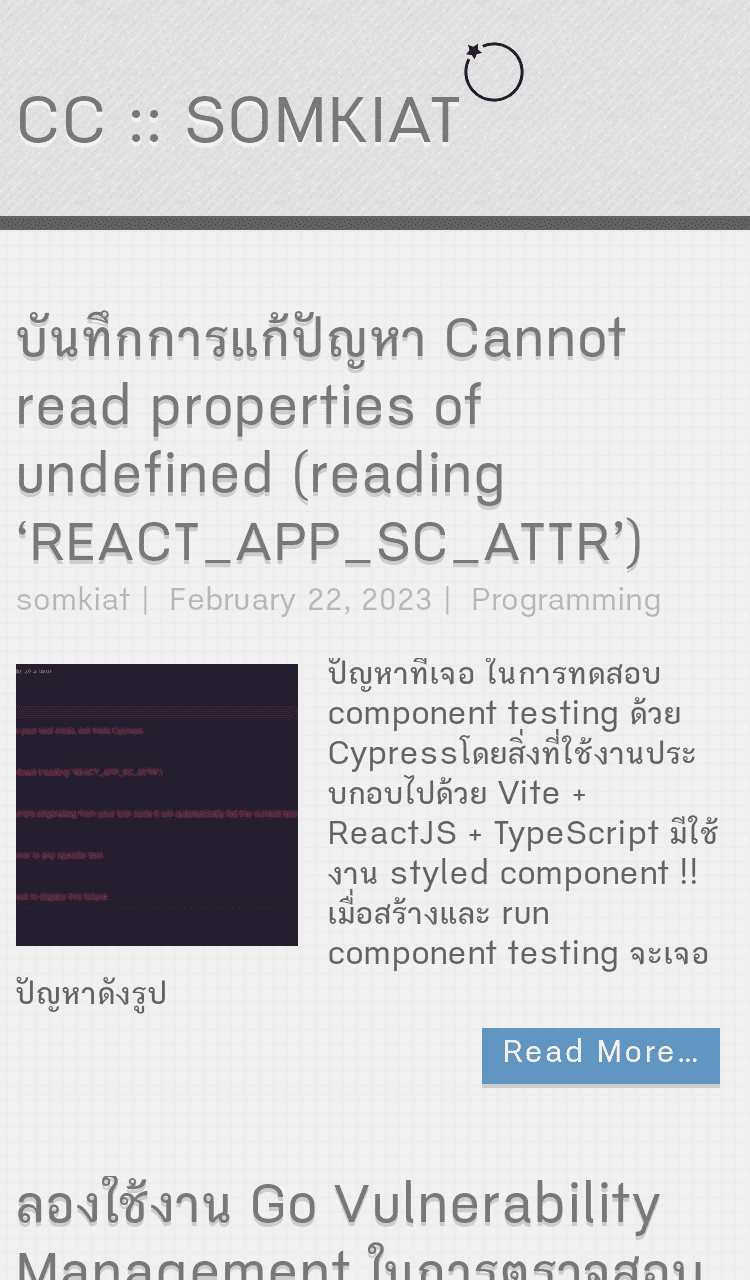 CC :: SOMKIAT
บันทึกการแก้ปัญหา Cannot
read properties of
undefined (reading
‘REACT_APP_SC_ATTR’)
somkiat | February 22, 2023 | Programming
ปัญหาที่เจอ ในการทดสอบ
component testing ด้วย
Cypressโดยสิ่งที่ใช้งานประ
บกอบไปด้วย Vite +
ReactJS + TypeScript มีใช้
งาน styled component !!
เมื่อสร้างและ run
component testing จะเจอ
ปัญหาดังรูป
Read More...
ลองใช้งาน Go Vulnerability
Management ในการตรวจสอบ